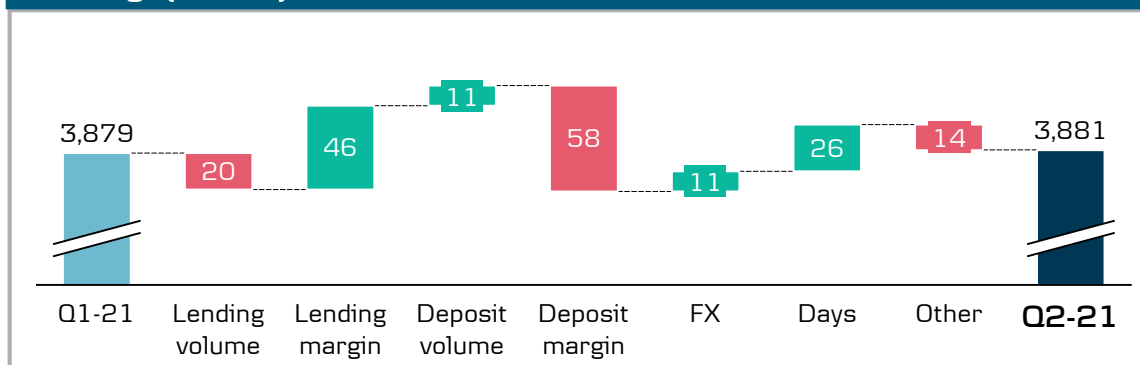 3,879
20
46
11
58
11
26
14
3,881
Q1-21
Lending
volume
Lending
margin
Deposit
volume
Deposit
margin
FX
Days
Other
Q2-21